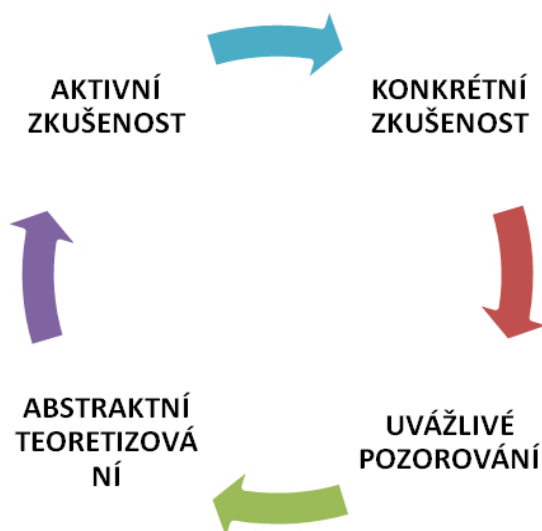 AKTIVNÍ
ZKUŠENOST
KONKRÉTNÍ
ZKUŠENOST
UVÁŽLIVÉ
POZOROVÁNÍ
ABSTRAKTNÍ
TEORETIZOVÁ
NÍ